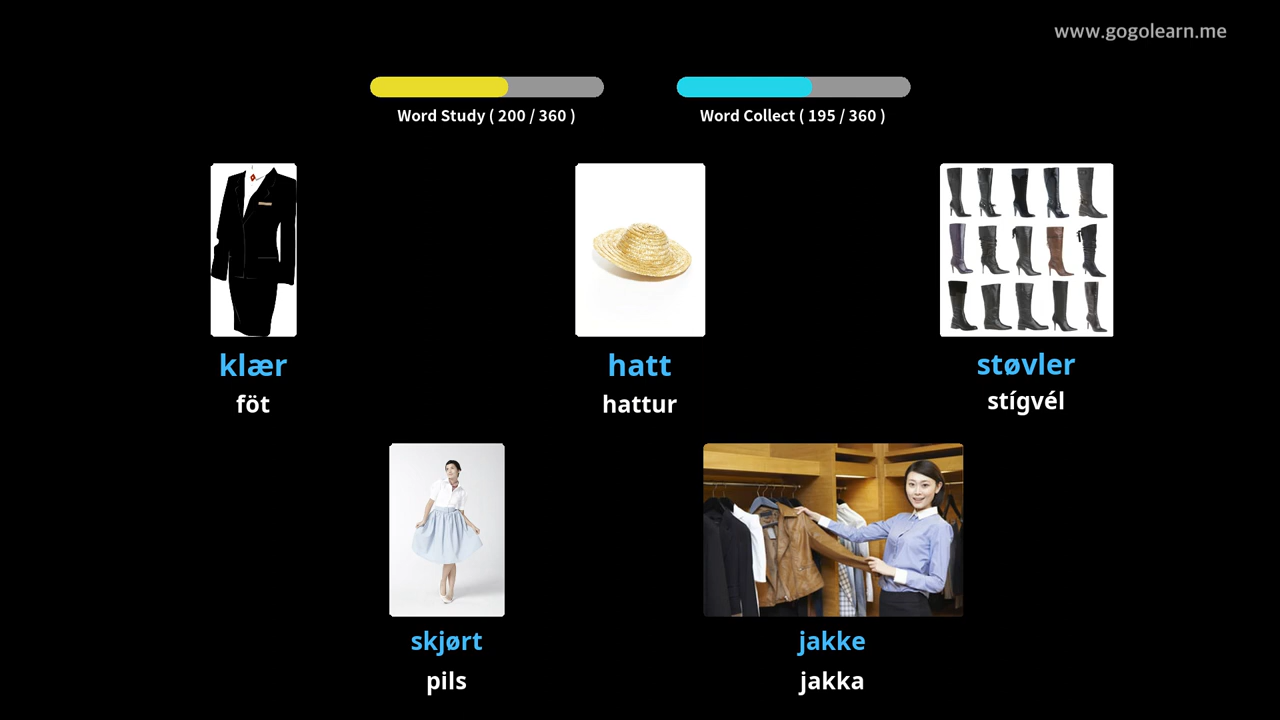 www.gogolearn.me
Word Study ( 200 / 360 )
Word Collect ( 195 / 360 )
klær
hatt
støvler
föt
hattur
stígvél
skjørt
jakke
pils
jakka